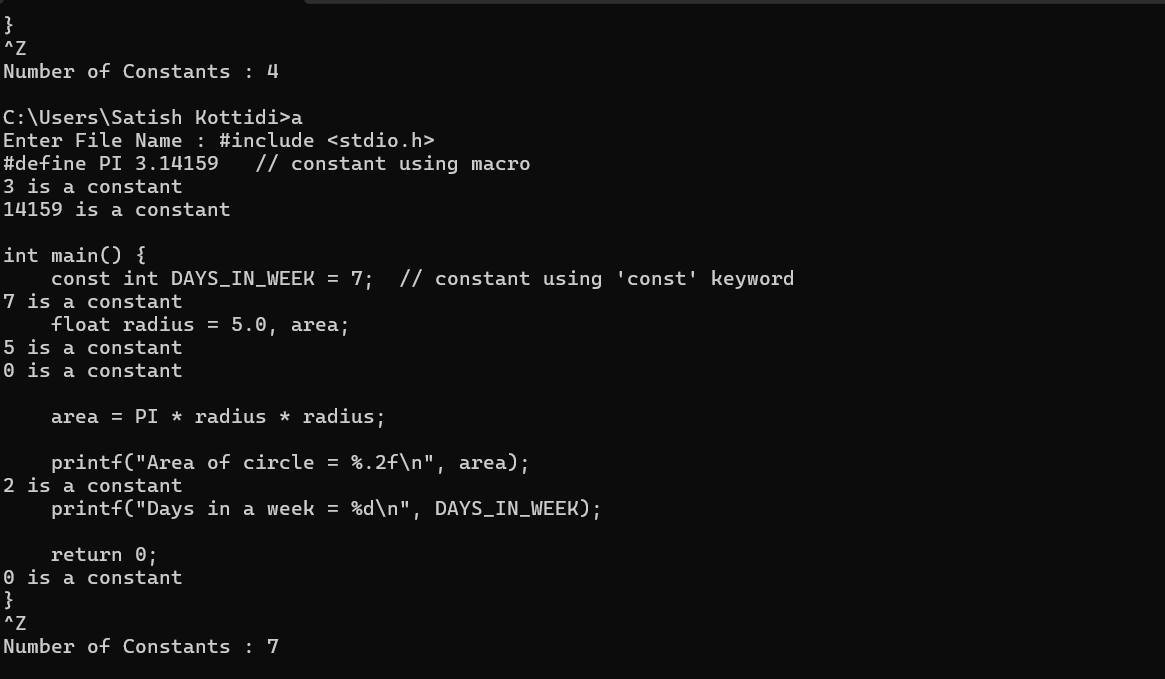 }
^Z
Number of Constants : 4
C:\Users\Satish Kottidi>a
Enter File Name : #include <stdio.h>
#define PI 3.14159   // constant using macro
3 is a constant
14159 is a constant
int main() {
    const int DAYS_IN_WEEK = 7;  // constant using 'const' keyword
7 is a constant
    float radius = 5.0, area;
5 is a constant
0 is a constant
    area = PI * radius * radius;
    printf("Area of circle = %.2f\n", area);
2 is a constant
    printf("Days in a week = %d\n", DAYS_IN_WEEK);
    return 0;
0 is a constant
}
^Z
Number of Constants : 7